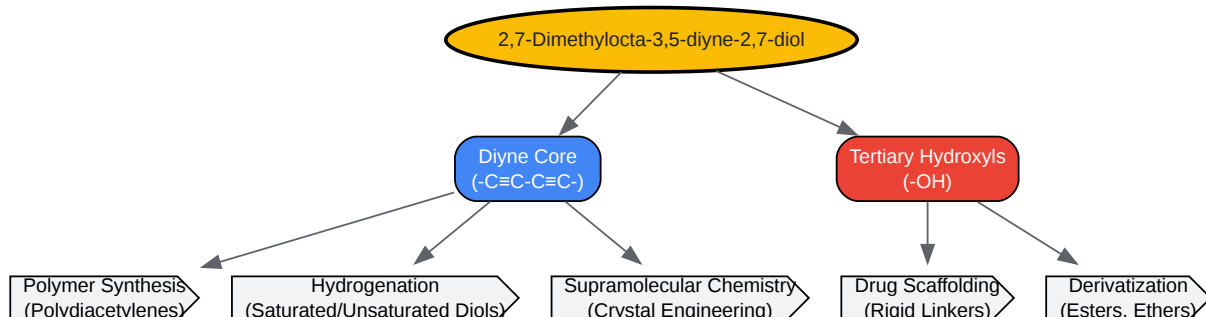 2,7-Dimethylocta-3,5-diyne-2,7-diol
Diyne Core
(-C≡C-C≡C-)
Tertiary Hydroxyls
(-OH)
Polymer Synthesis
(Polydiacetylenes)
Hydrogenation
(Saturated/Unsaturated Diols)
Supramolecular Chemistry
(Crystal Engineering)
Drug Scaffolding
(Rigid Linkers)
Derivatization
(Esters, Ethers)